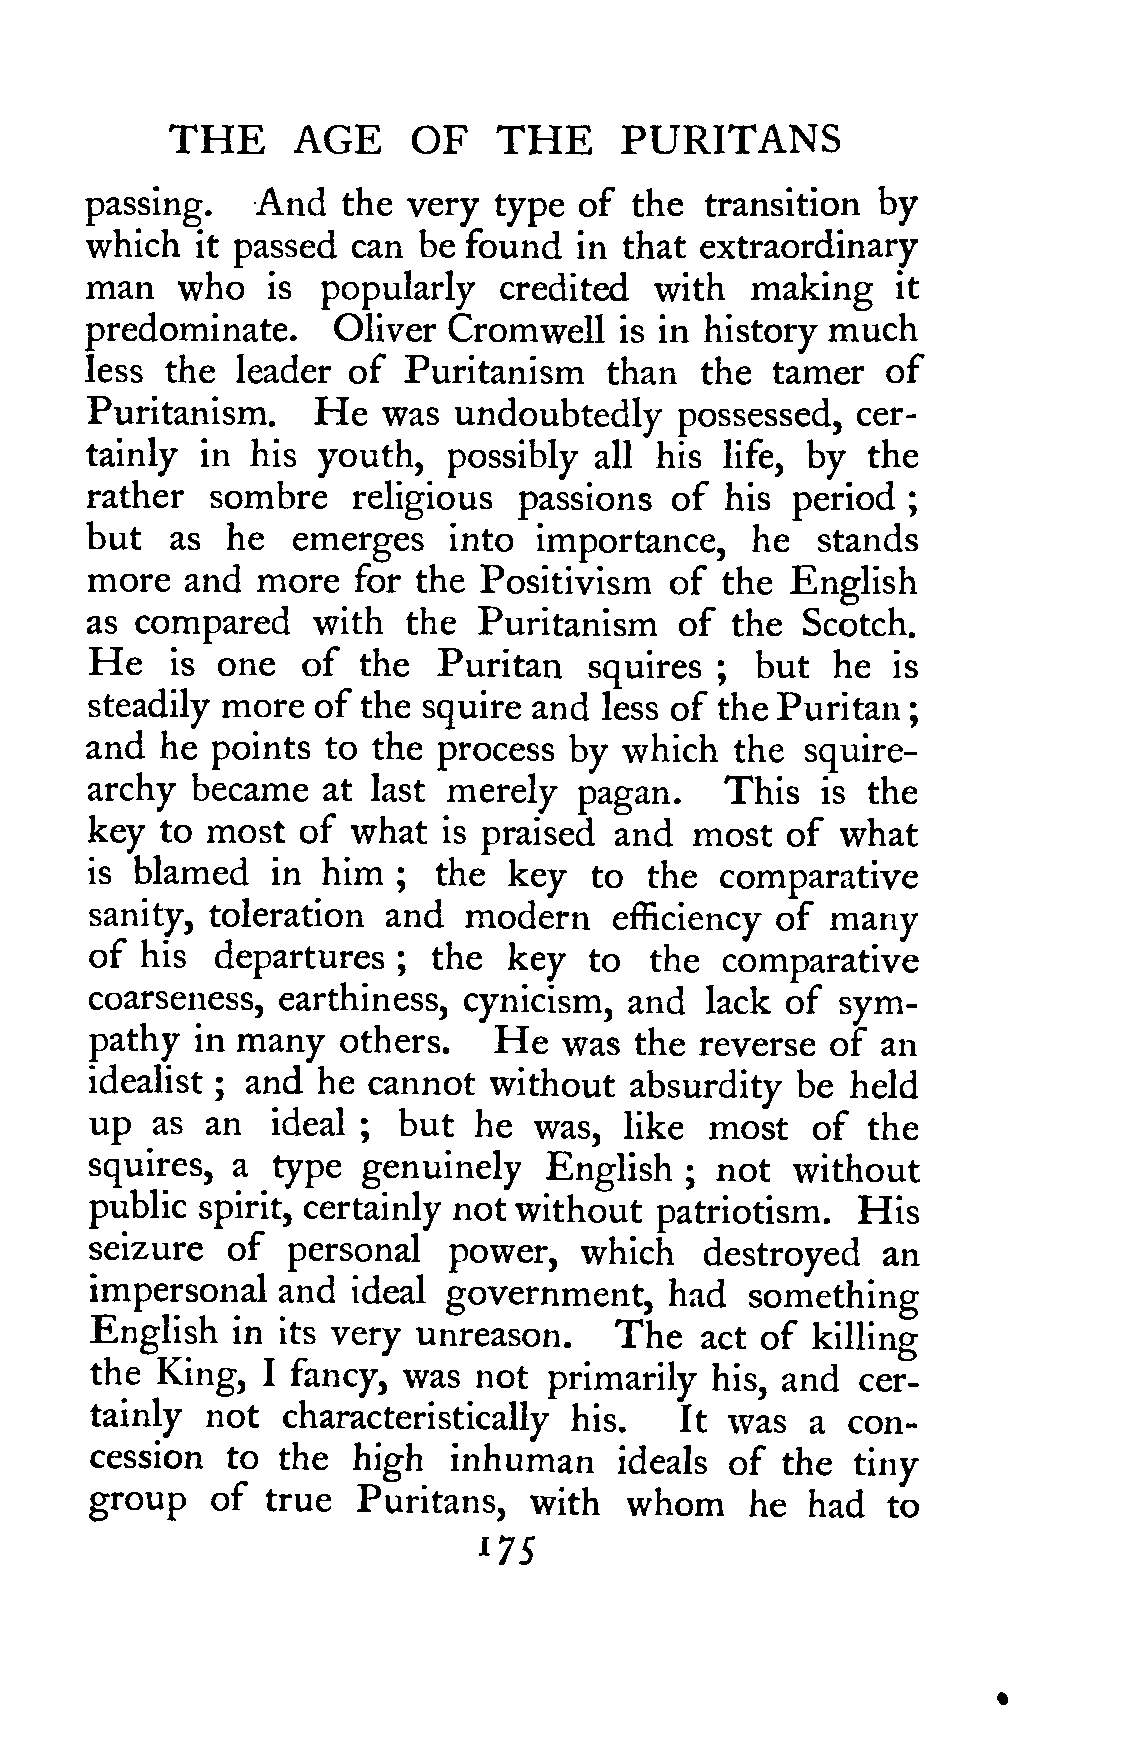 THE AGE OF THE PURITANS
passing. And the very type of the transition by
which it passed can be found in that extraordinary
man who is popularly credited with making it
predominate. Oliver Cromwell is in history much
less the leader of Puritanism than the tamer of
Puritanism. He was undoubtedly possessed, cer-
tainly in his youth, possibly all his life, by the
rather sombre religious passions of his period ;
but as he emerges into importance, he stands
more and more for the Positivism of the English
as compared with the Puritanism of the Scotch.
He is one of the Puritan squires ; but he is
steadily more of the squire and less of the Puritan ;
and he points to the process by which the squire-
archy became at last merely pagan. This is the
key to most of what is praised and most of what
is blamed in him ; the key to the comparative
sanity, toleration and modern efficiency of many
of his departures ; the key to the comparative
coarseness, earthiness, cynicism, and lack of sym-
pathy in many others. He was the reverse of an
idealist ; and he cannot without absurdity be held
up as an ideal ; but he was, like most of the
squires, a type genuinely English ; not without
public spirit, certainly not without patriotism. His
seizure of personal power, which destroyed an
impersonal and ideal government, had something
English in its very unreason. The act of killing
the King, I fancy, was not primarily his, and cer-
tainly not characteristically his. It was a con-
cession to the high inhuman ideals of the tiny
group of true Puritans, with whom he had to
175